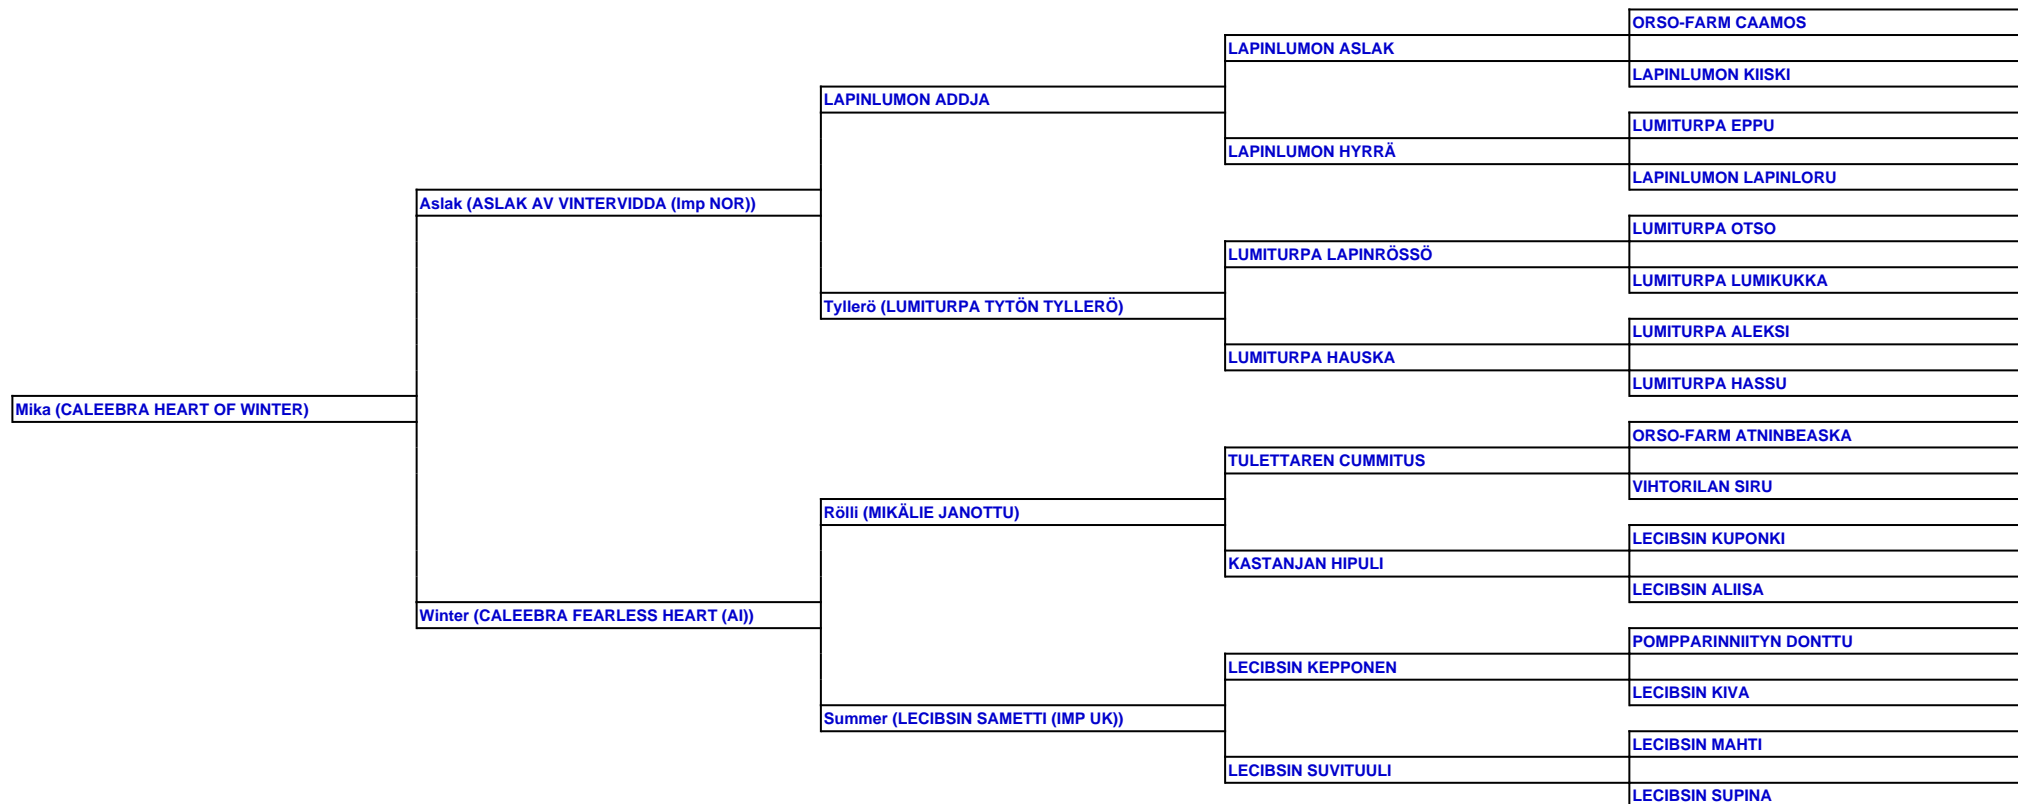 ORSO-FARM CAAMOS
LAPINLUMON ASLAK
LAPINLUMON KIISKI
LAPINLUMON ADDJA
LUMITURPA EPPU
LAPINLUMON HYRRÄ
LAPINLUMON LAPINLORU
Aslak (ASLAK AV VINTERVIDDA (Imp NOR))
LUMITURPA OTSO
LUMITURPA LAPINRÖSSÖ
LUMITURPA LUMIKUKKA
Tyllerö (LUMITURPA TYTÖN TYLLERÖ)
LUMITURPA ALEKSI
LUMITURPA HAUSKA
LUMITURPA HASSU
Mika (CALEEBRA HEART OF WINTER)
ORSO-FARM ATNINBEASKA
TULETTAREN CUMMITUS
VIHTORILAN SIRU
Rölli (MIKÄLIE JANOTTU)
LECIBSIN KUPONKI
KASTANJAN HIPULI
LECIBSIN ALIISA
Winter (CALEEBRA FEARLESS HEART (AI))
POMPPARINNIITYN DONTTU
LECIBSIN KEPPONEN
LECIBSIN KIVA
Summer (LECIBSIN SAMETTI (IMP UK))
LECIBSIN MAHTI
LECIBSIN SUVITUULI
LECIBSIN SUPINA